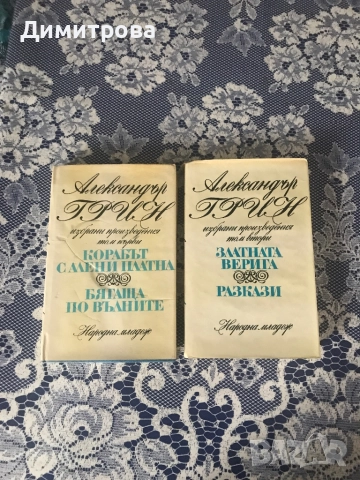 Димитрова
Александър
ГРИН
избрани произведения
том първи
КОРАБЪТ
С АЛЕНИ ПЛАТНА
БЯГАЩА
ПО ВЪЛНИТЕ
Народна младеж
Александър
ГРИН
избрани произведения
том втори
ЗЛАТНАТА
ВЕРИГА
РАЗКАЗИ
Народна младеж
BAZAR